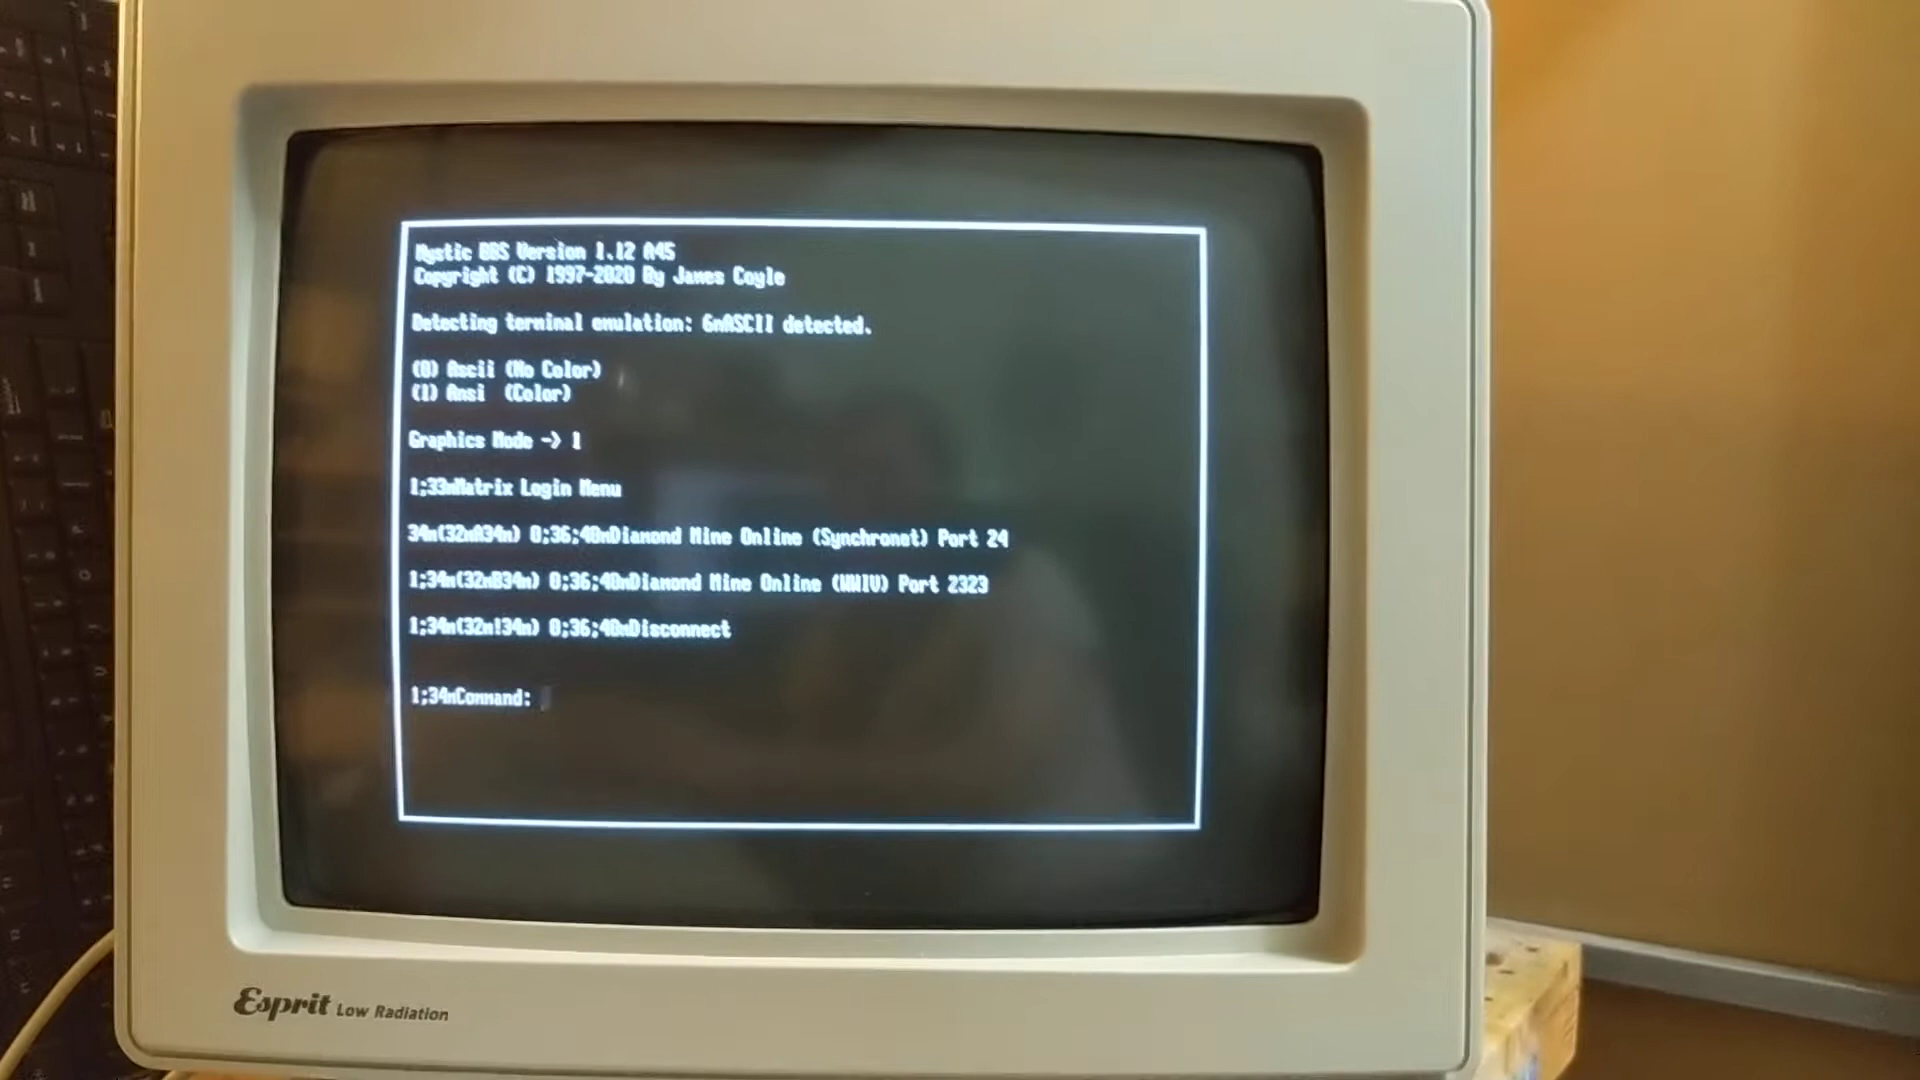 Mystic BBS Version 1.12 A45
Copyright (C) 1997-2020 By James Coyle
Detecting terminal emulation: 6nASCII detected.
(0) Ascii (No Color)
(1) Ansi (Color)
Graphics Mode -> 1
1;33mMatrix Login Menu
34m(32mA34m) 0;36;40mDiamond Mine Online (Synchronet) Port 24
1;34m(32mB34m) 0;36;40mDiamond Mine Online (WWIV) Port 2323
1;34m(32m!34m) 0;36;40mDisconnect
1;34mCommand:
Esprit Low Radiation